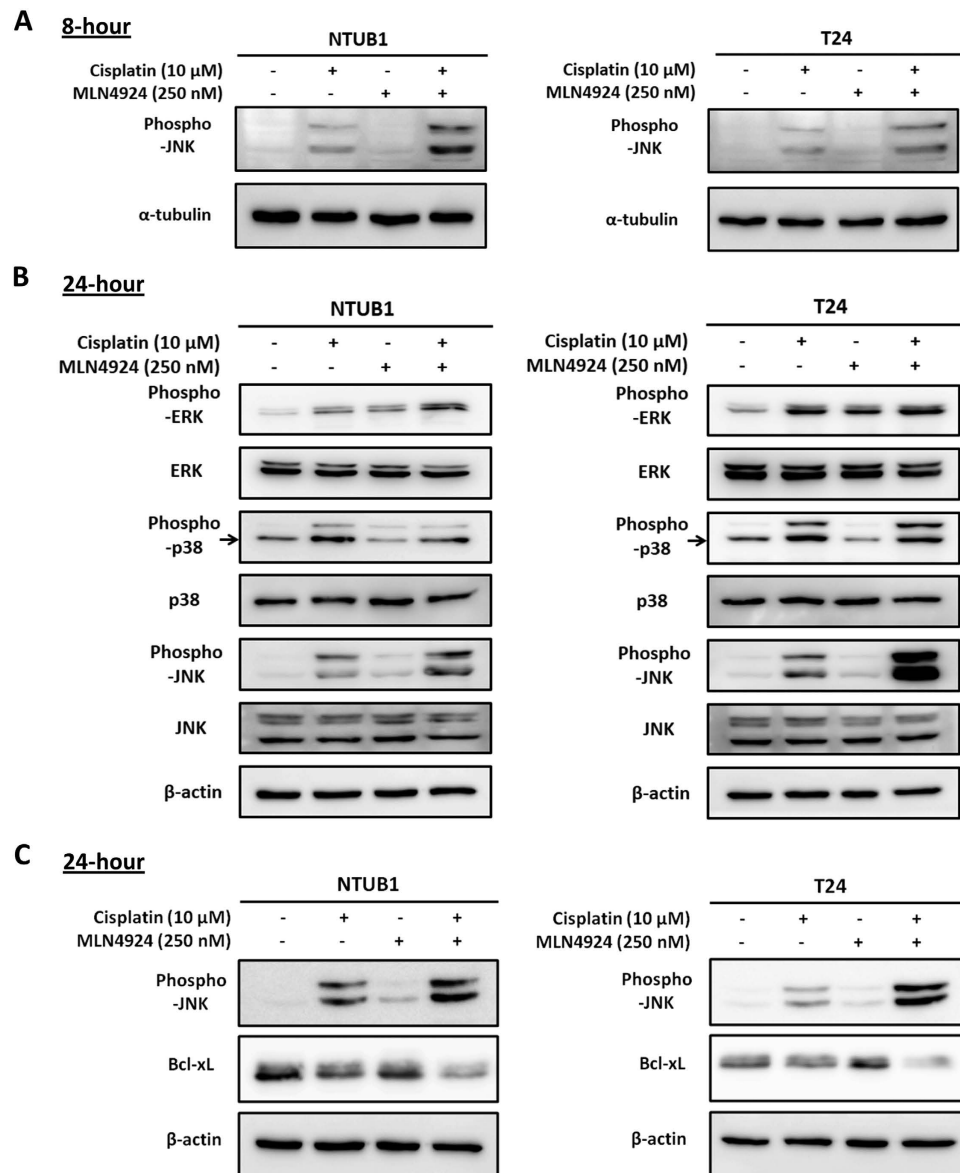 A 8-hour
NTUB1 T24
Cisplatin (10 μM) - + - + Cisplatin (10 μM) - + - +
MLN4924 (250 nM) - - + + MLN4924 (250 nM) - - + +
Phospho Phospho
-JNK -JNK
α-tubulin α-tubulin
B 24-hour
NTUB1 T24
Cisplatin (10 μM) - + - + Cisplatin (10 μM) - + - +
MLN4924 (250 nM) - - + + MLN4924 (250 nM) - - + +
Phospho Phospho
-ERK -ERK
ERK ERK
Phospho Phospho
-p38 -p38
p38 p38
Phospho Phospho
-JNK -JNK
JNK JNK
β-actin β-actin
C 24-hour
NTUB1 T24
Cisplatin (10 μM) - + - + Cisplatin (10 μM) - + - +
MLN4924 (250 nM) - - + + MLN4924 (250 nM) - - + +
Phospho Phospho
-JNK -JNK
Bcl-xL Bcl-xL
β-actin β-actin